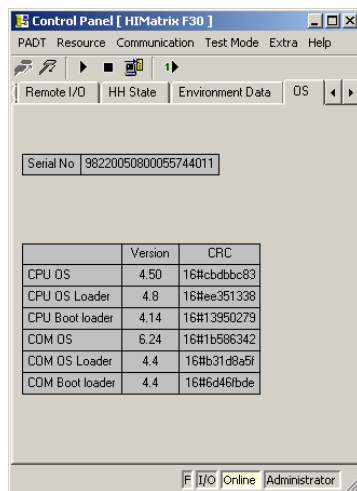 Control Panel [ HIMatrix F30 ]
PADT Resource Communication Test Mode Extra Help
Remote I/O HH State Environment Data OS
Serial No 98220050800055744011
Version CRC
CPU OS 4.50 16#cbdbbc83
CPU OS Loader 4.8 16#ee351338
CPU Boot loader 4.14 16#13950279
COM OS 6.24 16#1b586342
COM OS Loader 4.4 16#b31d8a5f
COM Boot loader 4.4 16#6d46fbde
F I/O Online Administrator